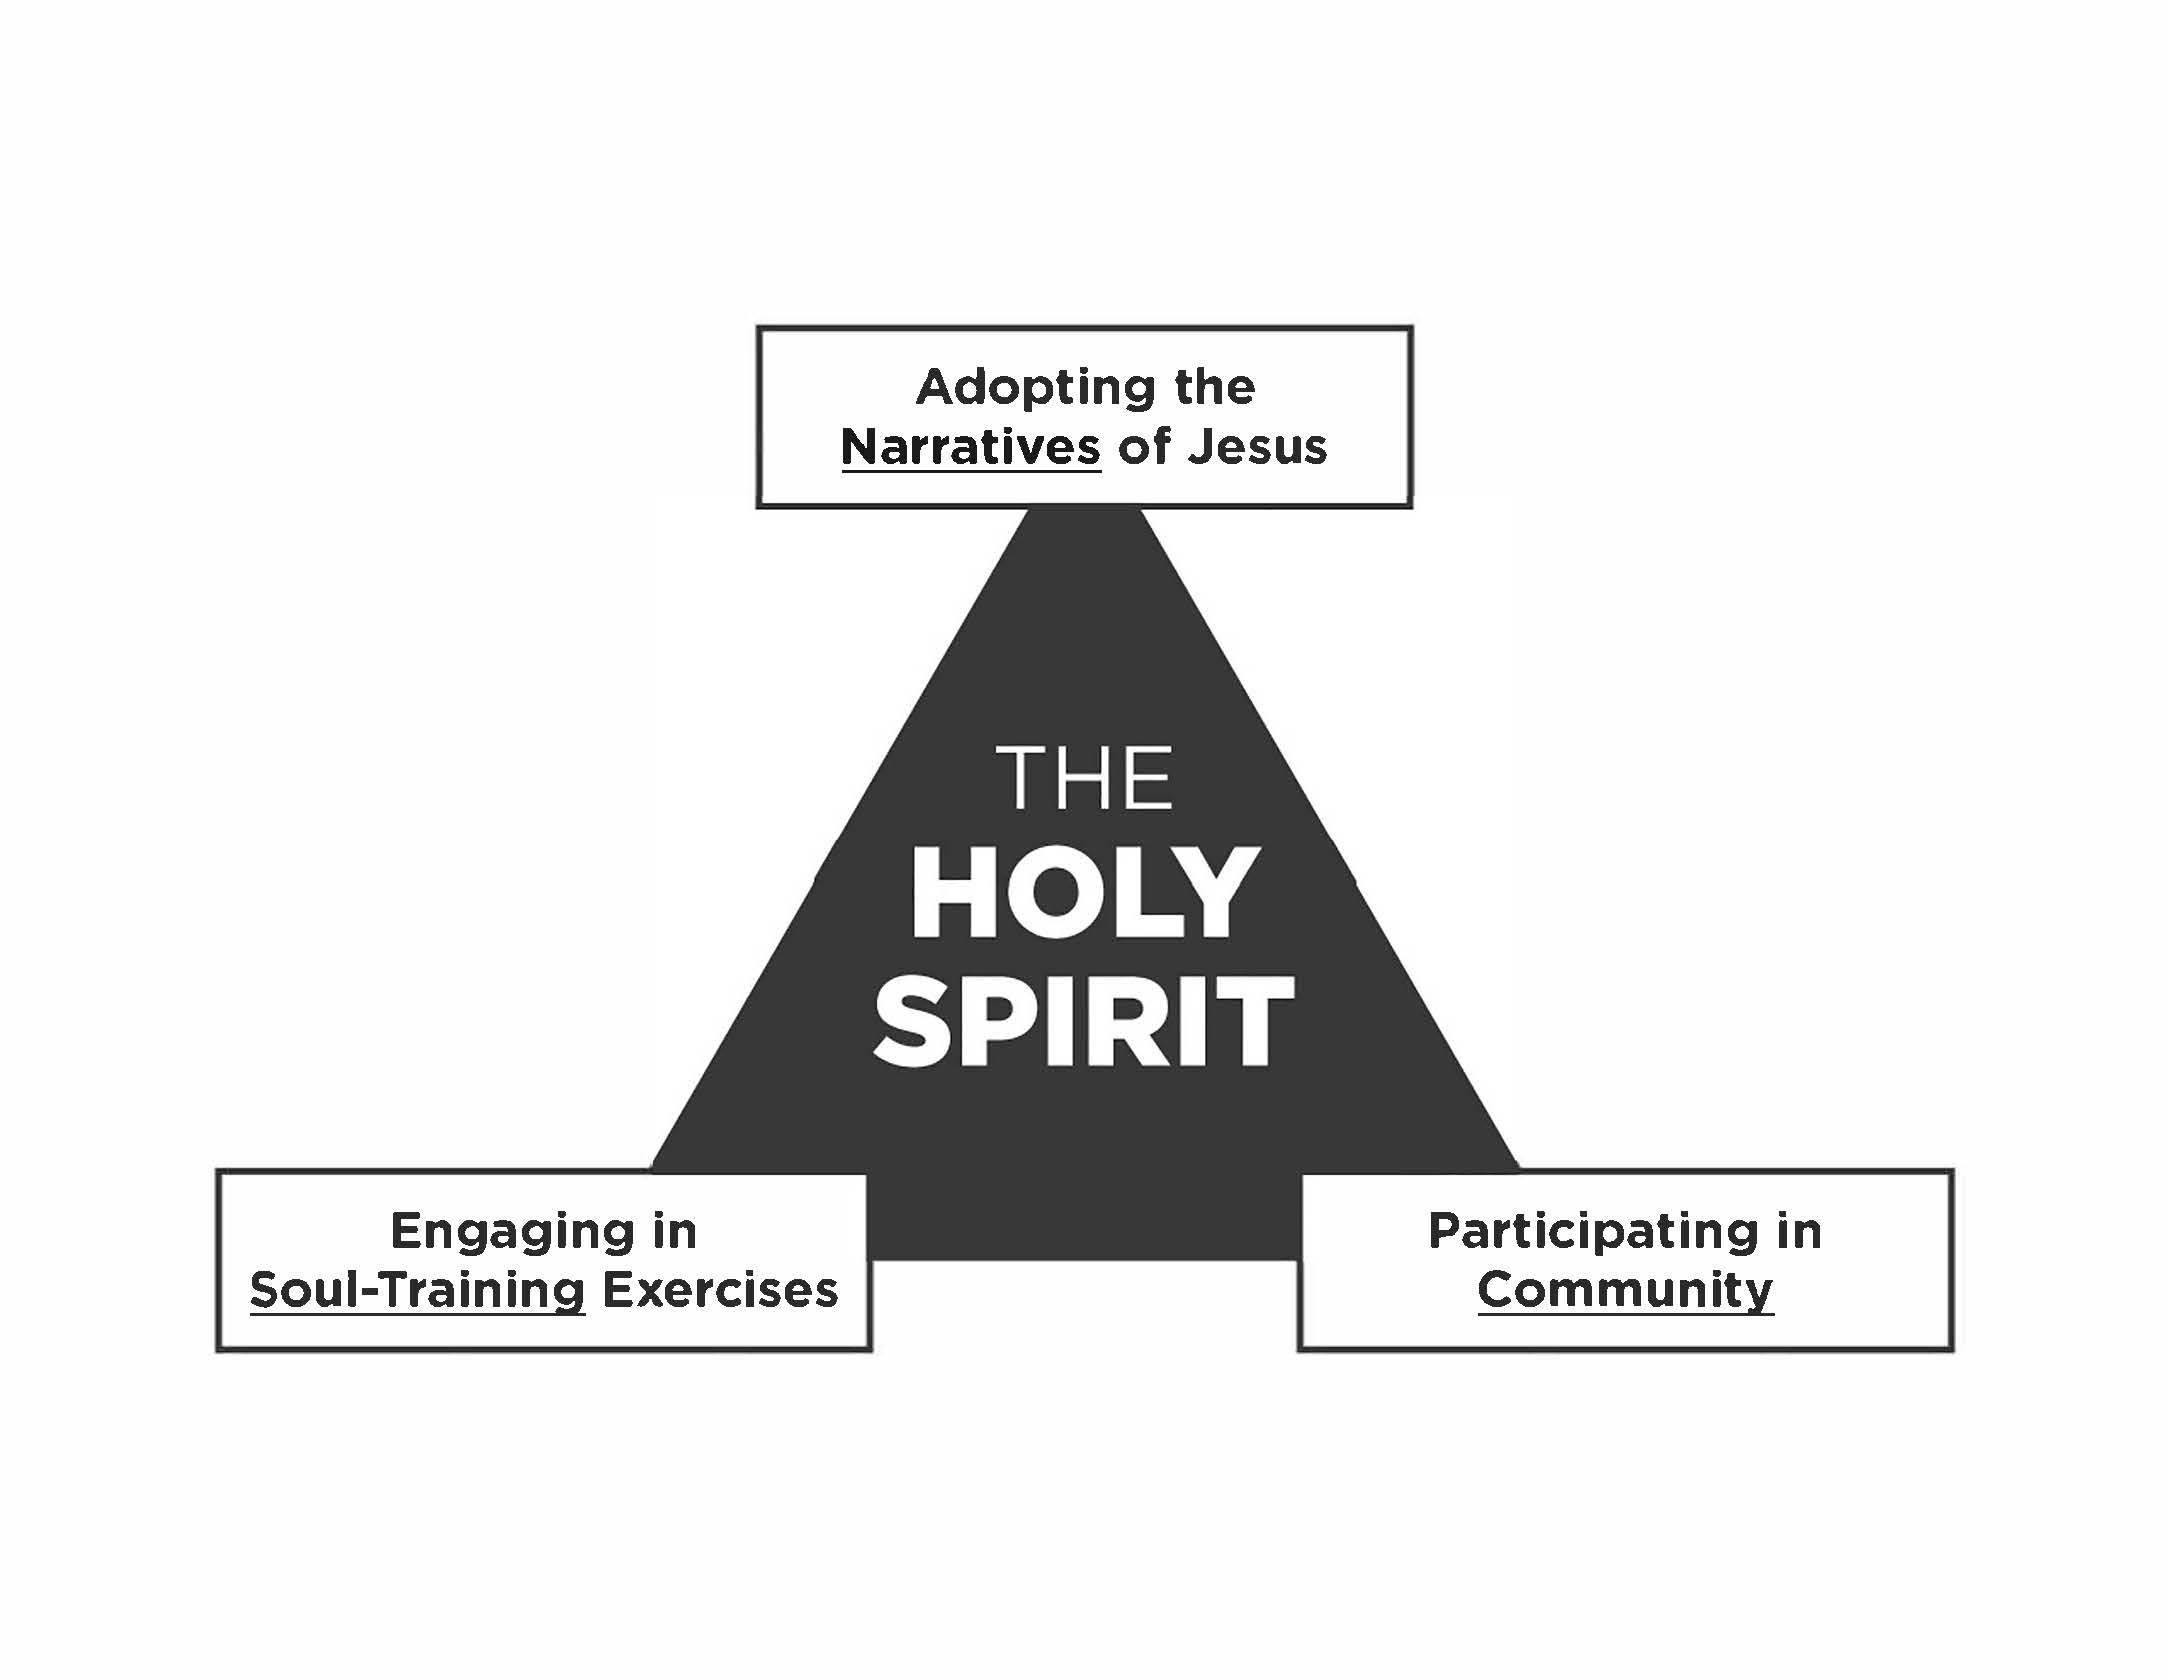 Adopting the
Narratives of Jesus
THE
HOLY
SPIRIT
Engaging in
Soul-Training Exercises
Participating in
Community